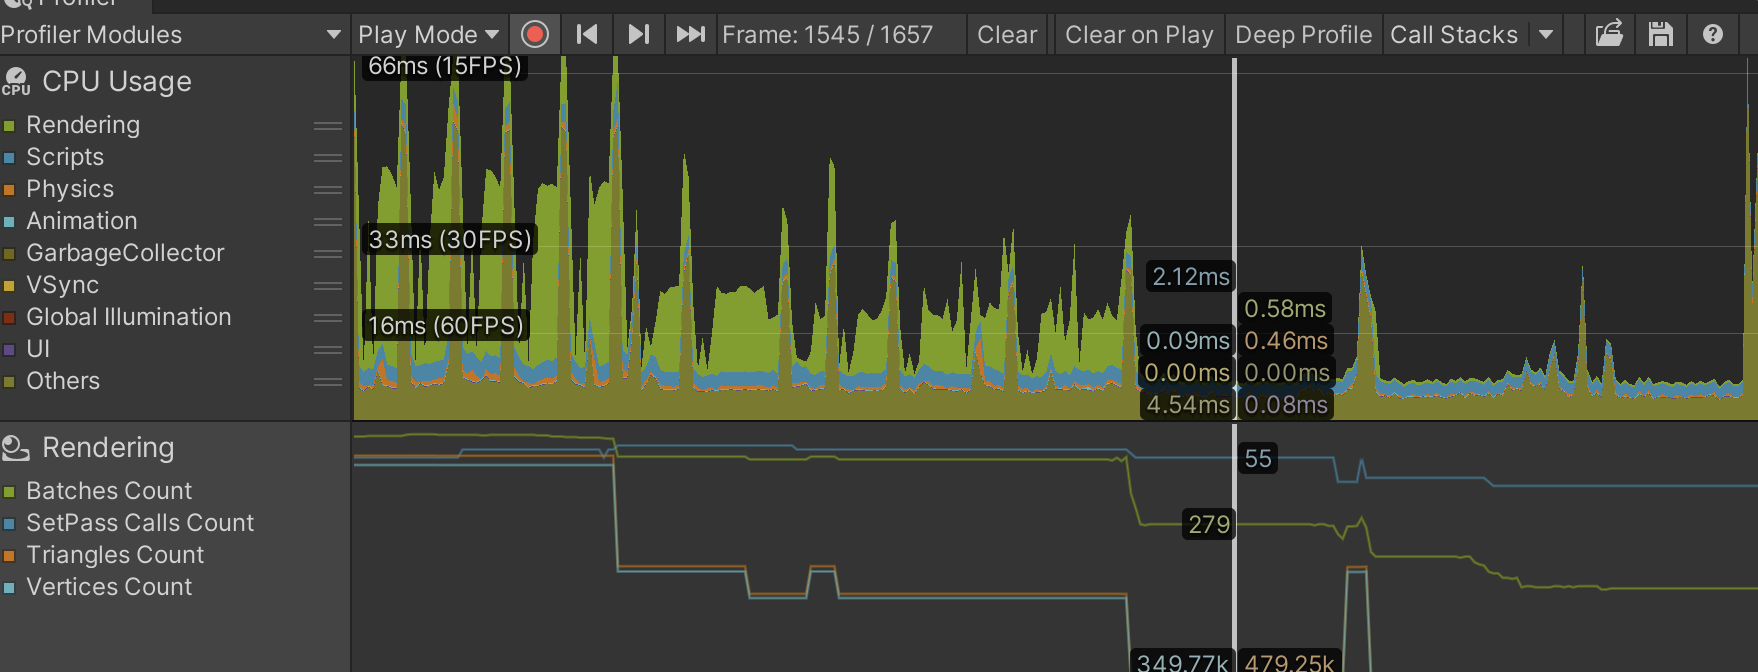 Profiler
Profiler Modules
Play Mode
Frame: 1545 / 1657
Clear
Clear on Play
Deep Profile
Call Stacks
CPU
CPU Usage
Rendering
Scripts
Physics
Animation
GarbageCollector
VSync
Global Illumination
UI
Others
66ms (15FPS)
33ms (30FPS)
16ms (60FPS)
2.12ms
0.58ms
0.09ms
0.46ms
0.00ms
0.00ms
4.54ms
0.08ms
Rendering
Batches Count
SetPass Calls Count
Triangles Count
Vertices Count
55
279
349.77k
479.25k